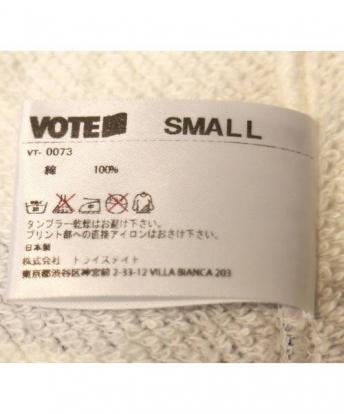 VOTE SMALL
VT- 0073
綿 100%
タンブラー乾燥はお避け下さい。
プリント部への直接アイロンはおさけ下さい。
日本製
株式会社 トライステイト
東京都渋谷区神宮前 2-33-12 VILLA BIANCA 203